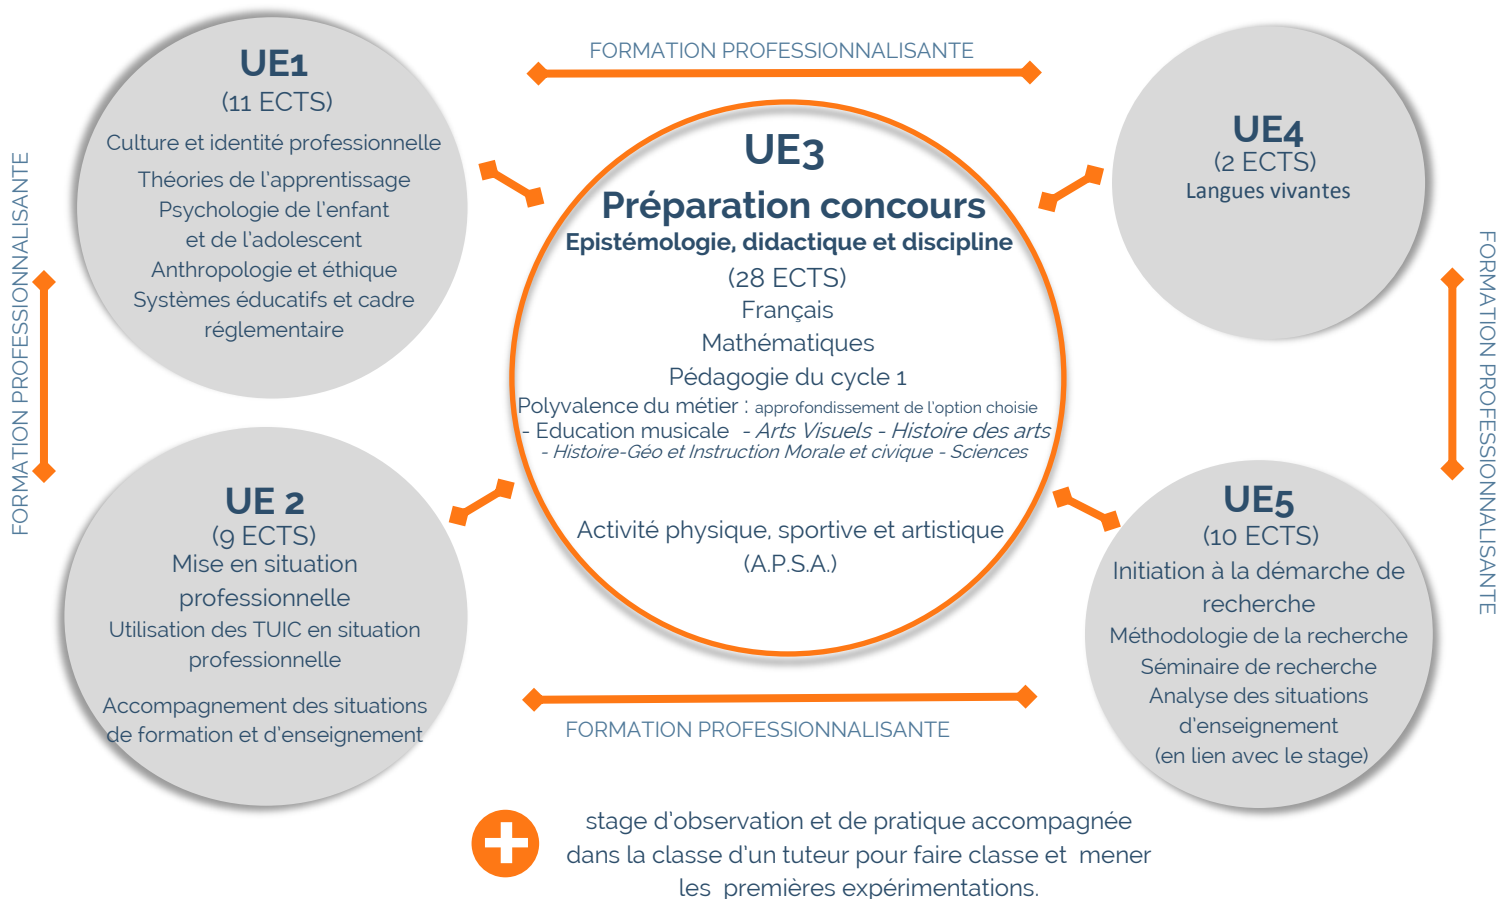 FORMATION PROFESSIONNALISANTE
FORMATION PROFESSIONNALISANTE
UE1
(11 ECTS)
Culture et identité professionnelle
Théories de l'apprentissage
Psychologie de l'enfant
et de l'adolescent
Anthropologie et éthique
Systèmes éducatifs et cadre
réglementaire
UE 2
(9 ECTS)
Mise en situation
professionnelle
Utilisation des TUIC en situation
professionnelle
Accompagnement des situations
de formation et d'enseignement
UE3
Préparation concours
Epistémologie, didactique et discipline
(28 ECTS)
Français
Mathématiques
Pédagogie du cycle 1
Polyvalence du métier : approfondissement de l'option choisie
- Education musicale - Arts Visuels - Histoire des arts
- Histoire-Géo et Instruction Morale et civique - Sciences
Activité physique, sportive et artistique
(A.P.S.A.)
UE4
(2 ECTS)
Langues vivantes
UE5
(10 ECTS)
Initiation à la démarche de
recherche
Méthodologie de la recherche
Séminaire de recherche
Analyse des situations
d'enseignement
(en lien avec le stage)
FORMATION PROFESSIONNALISANTE
FORMATION PROFESSIONNALISANTE
stage d'observation et de pratique accompagnée
dans la classe d'un tuteur pour faire classe et mener
les premières expérimentations.